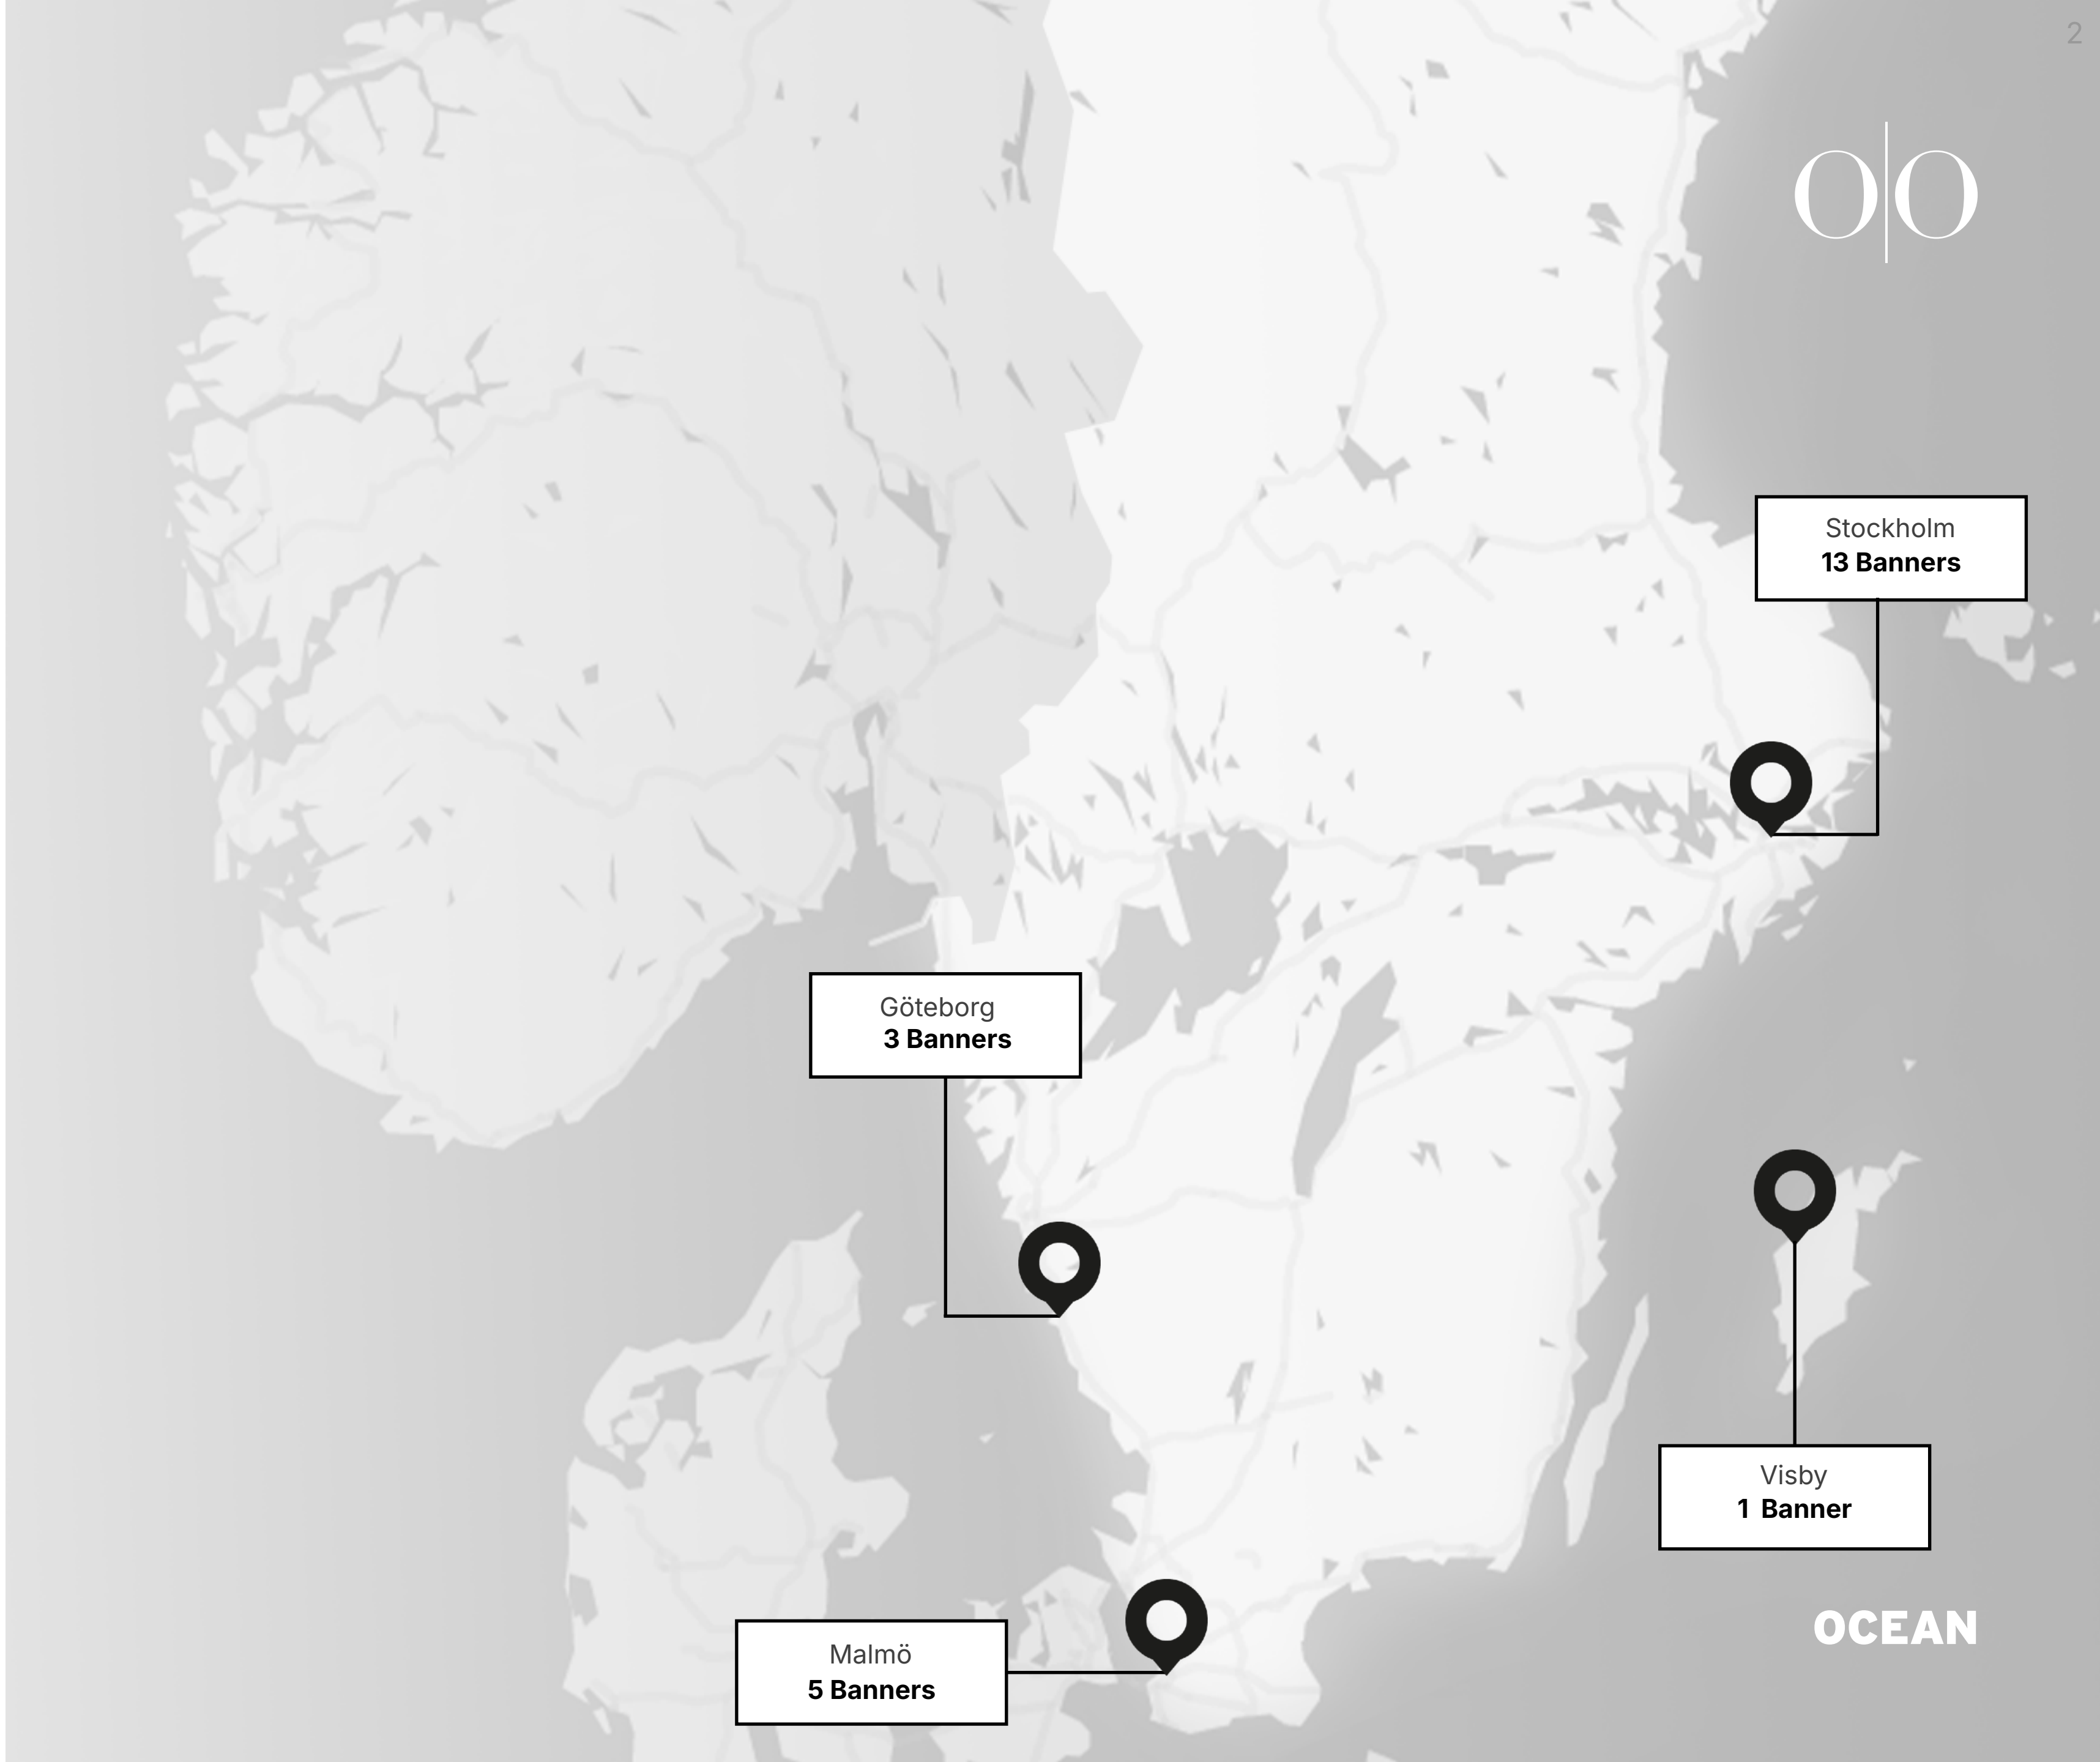 2
O|O
Stockholm
13 Banners
Göteborg
3 Banners
Visby
1 Banner
Malmö
5 Banners
OCEAN